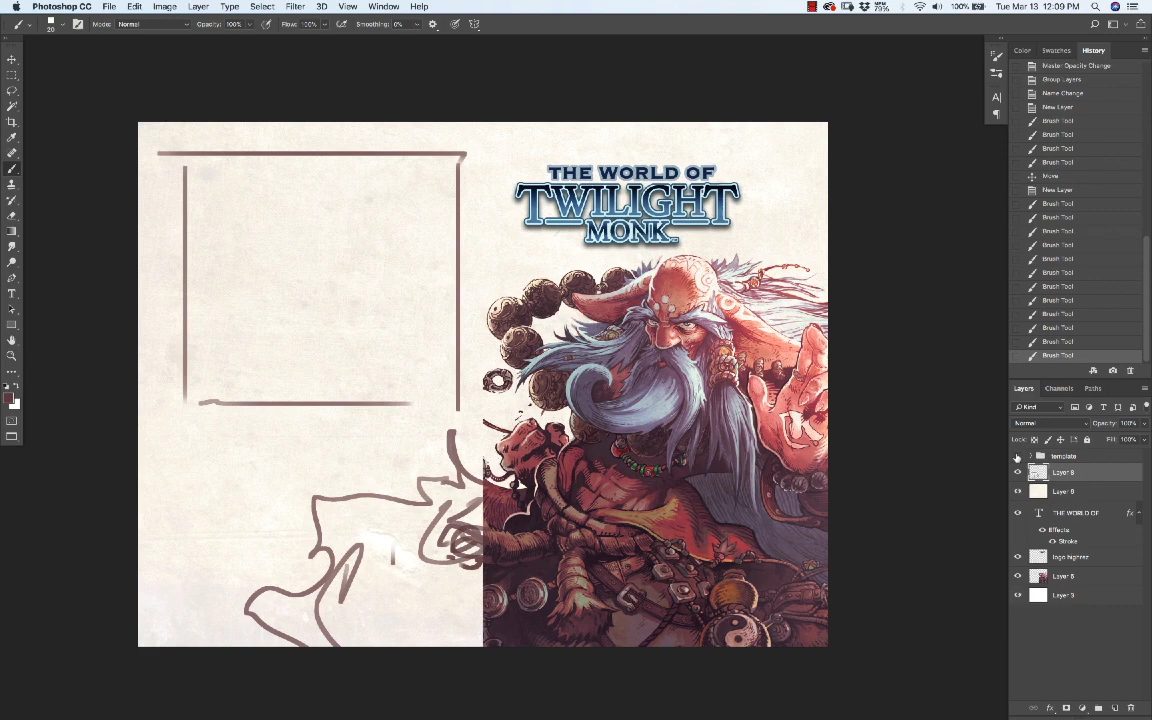 Photoshop CC File Edit Image Layer Type Select Filter 3D View Window Help
100% Tue Mar 13 12:09 PM
20 Mode: Normal Opacity: 100% Flow: 100% Smoothing: 0%
Color Swatches History
Master Opacity Change
Group Layers
Name Change
New Layer
Brush Tool
Brush Tool
Brush Tool
Brush Tool
Move
New Layer
Brush Tool
Brush Tool
Brush Tool
Brush Tool
Brush Tool
Brush Tool
Brush Tool
Brush Tool
Brush Tool
Brush Tool
Brush Tool
THE WORLD OF
TWILIGHT
MONK
Layers Channels Paths
Kind
Normal Opacity: 100%
Lock: Fill: 100%
template
Layer 8
T THE WORLD OF fx
Effects
Stroke
logo highrez
Layer 3